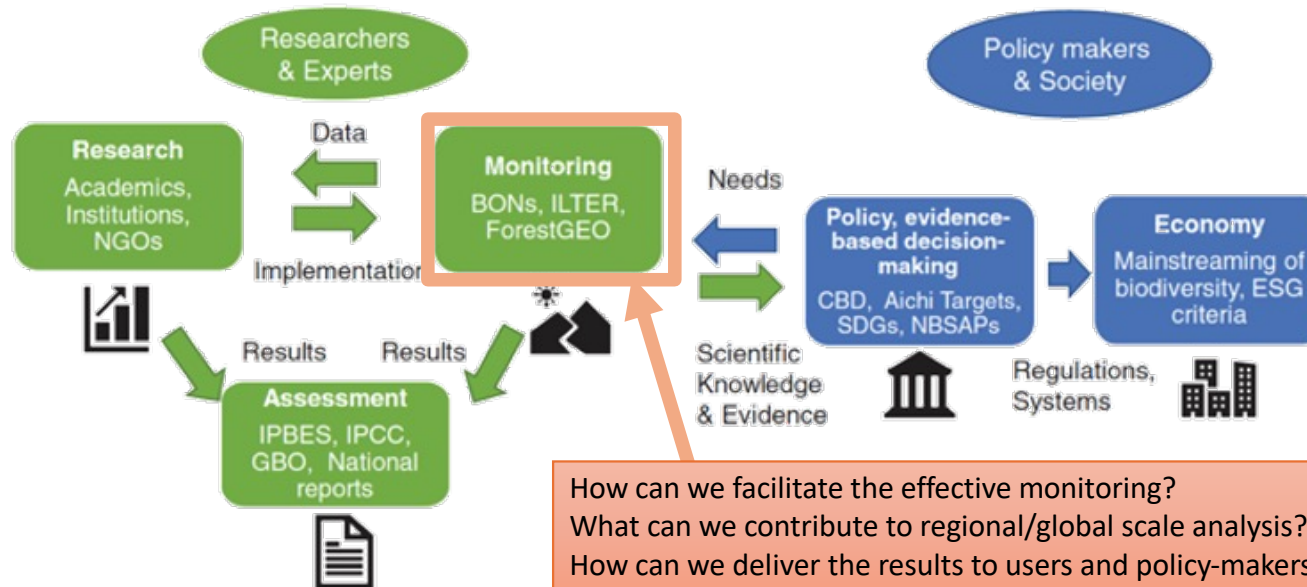 Researchers
& Experts
Policy makers
& Society
Research
Academics,
Institutions,
NGOs
Data
Implementation
Monitoring
BONs, ILTER,
ForestGEO
Needs
Scientific
Knowledge
& Evidence
Policy, evidence-
based decision-
making
CBD, Aichi Targets,
SDGs, NBSAPs
Regulations,
Systems
Economy
Mainstreaming of
biodiversity, ESG
criteria
Results
Results
Assessment
IPBES, IPCC,
GBO, National
reports
How can we facilitate the effective monitoring?
What can we contribute to regional/global scale analysis?
How can we deliver the results to users and policy-makers